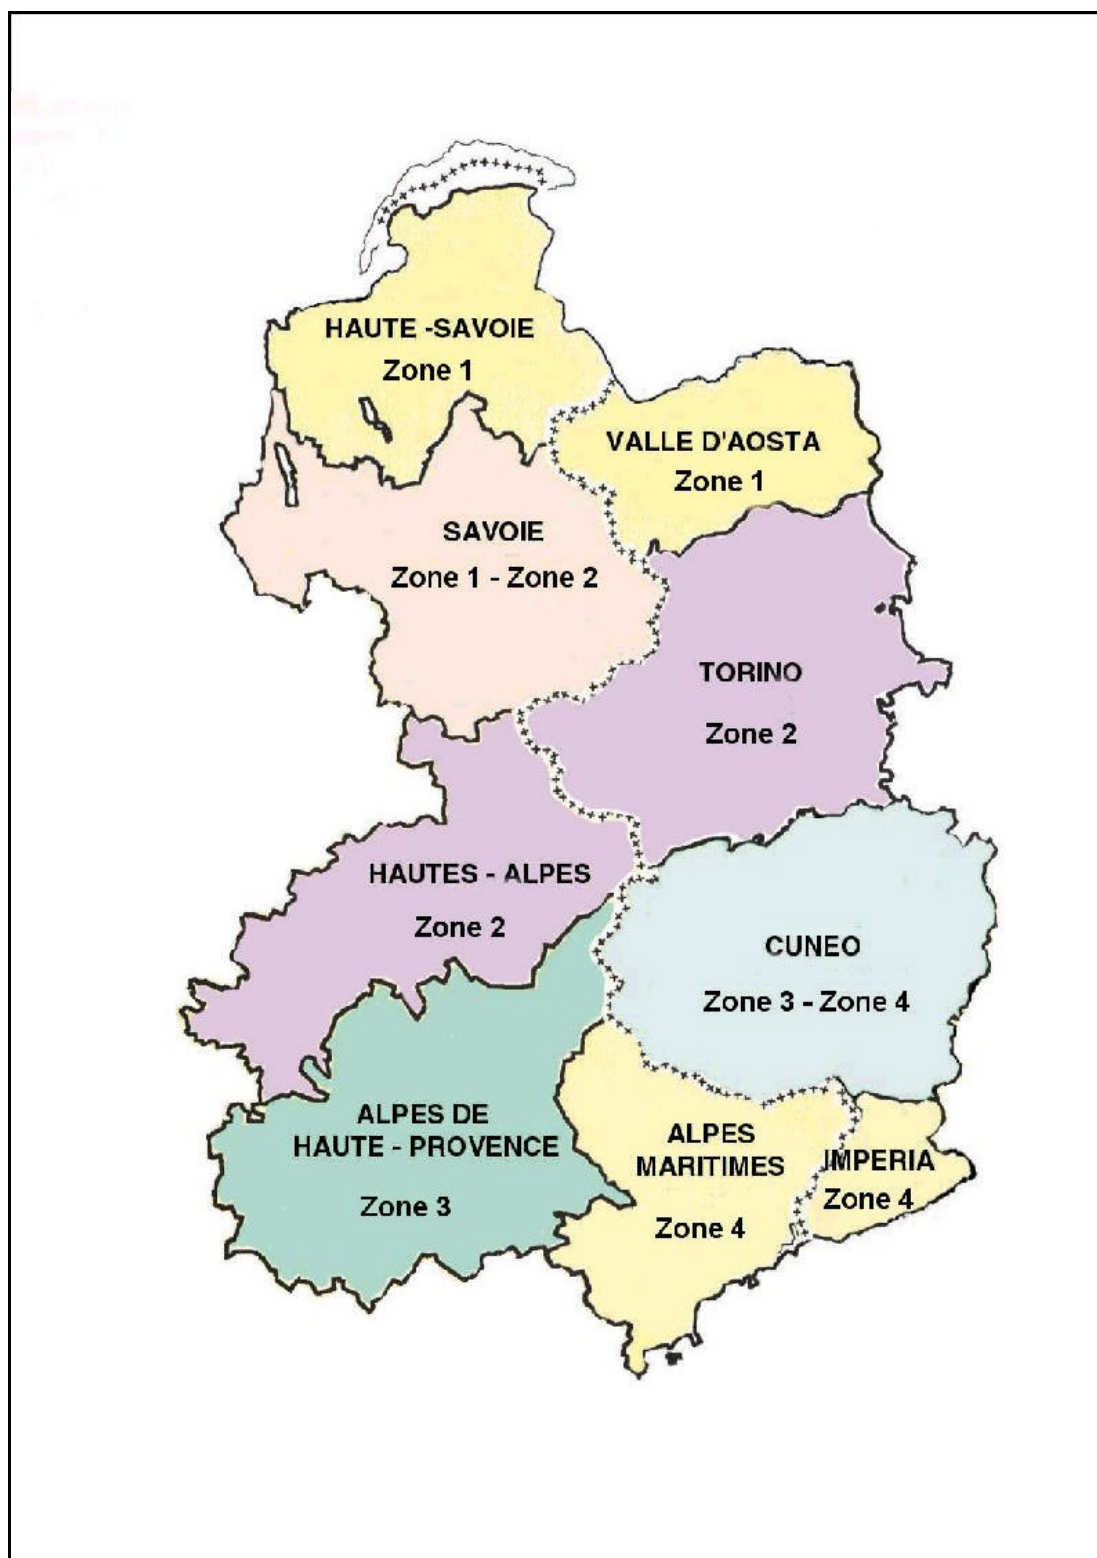 HAUTE -SAVOIE
Zone 1
VALLE D'AOSTA
Zone 1
SAVOIE
Zone 1 - Zone 2
TORINO
Zone 2
HAUTES - ALPES
Zone 2
CUNEO
Zone 3 - Zone 4
ALPES DE
HAUTE - PROVENCE
Zone 3
ALPES
MARITIMES
Zone 4
IMPERIA
Zone 4